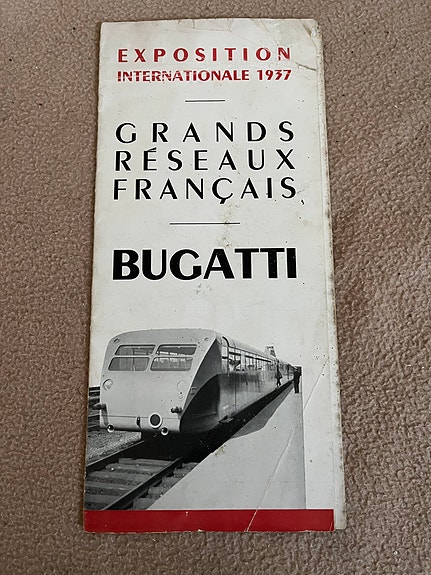 EXPOSITION
INTERNATIONALE 1937
GRANDS
RÉSEAUX
FRANÇAIS
BUGATTI